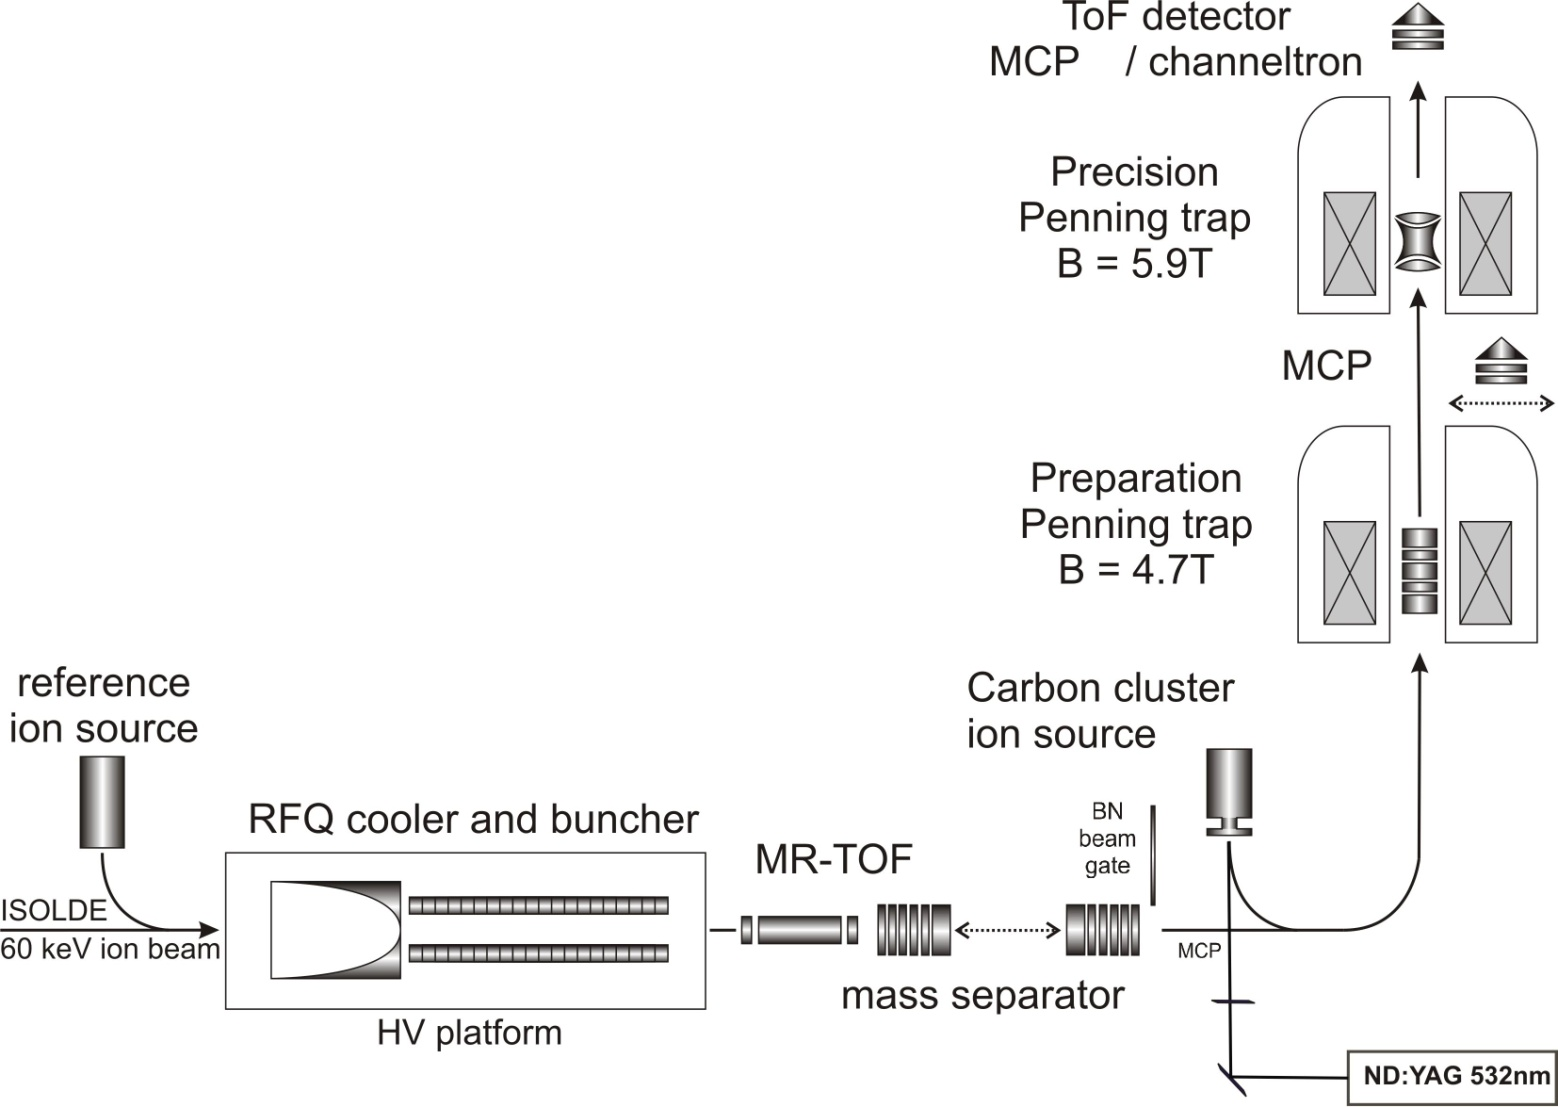 ToF detector
MCP / channeltron
Precision
Penning trap
B = 5.9T
MCP
Preparation
Penning trap
B = 4.7T
reference
ion source
Carbon cluster
ion source
RFQ cooler and buncher
BN
beam
gate
MR-TOF
ISOLDE
60 keV ion beam
MCP
mass separator
HV platform
ND:YAG 532nm